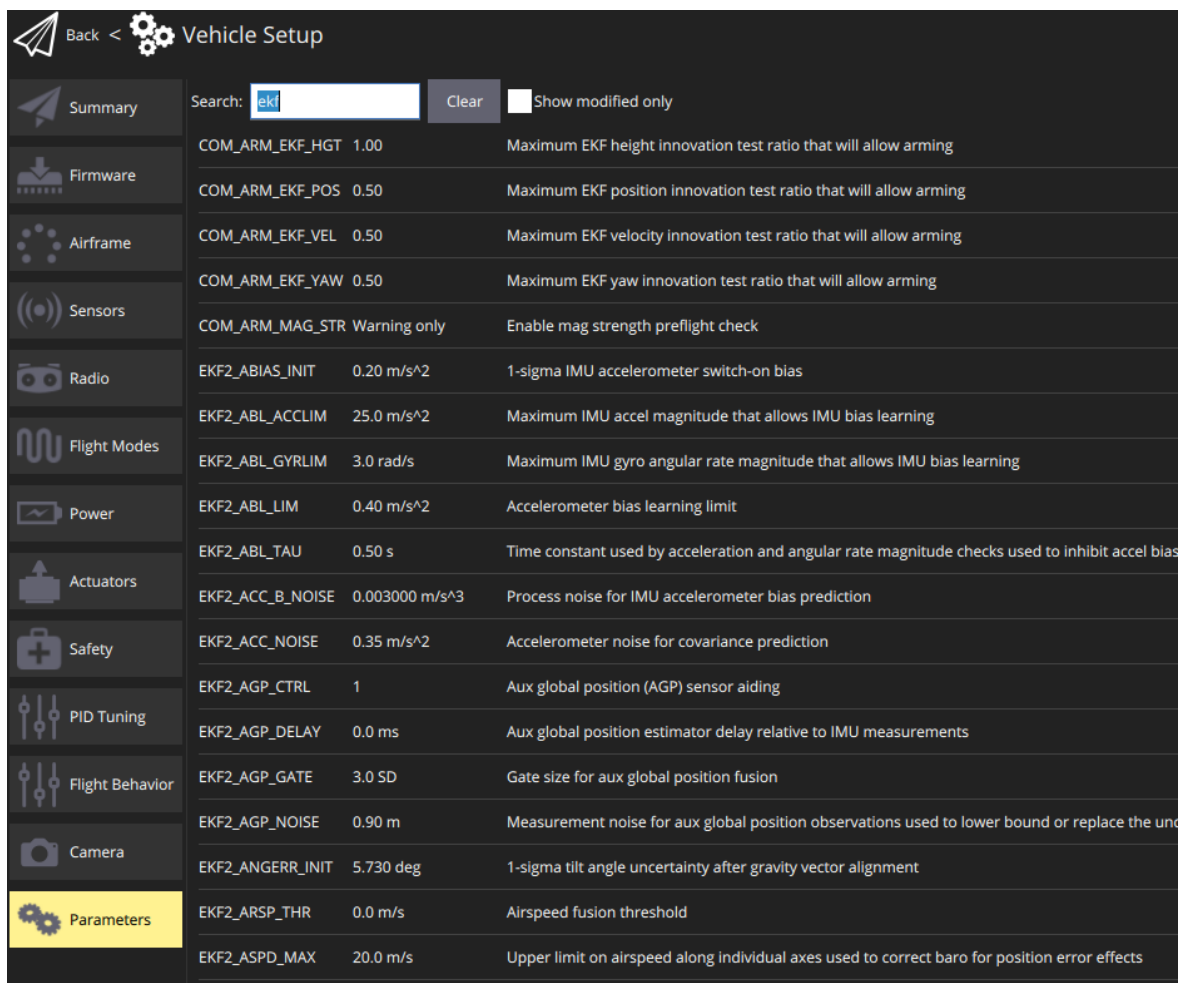 Back < Vehicle Setup
Summary
Firmware
Airframe
Sensors
Radio
Flight Modes
Power
Actuators
Safety
PID Tuning
Flight Behavior
Camera
Parameters
Search: ekf Clear Show modified only
COM_ARM_EKF_HGT 1.00 Maximum EKF height innovation test ratio that will allow arming
COM_ARM_EKF_POS 0.50 Maximum EKF position innovation test ratio that will allow arming
COM_ARM_EKF_VEL 0.50 Maximum EKF velocity innovation test ratio that will allow arming
COM_ARM_EKF_YAW 0.50 Maximum EKF yaw innovation test ratio that will allow arming
COM_ARM_MAG_STR Warning only Enable mag strength preflight check
EKF2_ABIAS_INIT 0.20 m/s^2 1-sigma IMU accelerometer switch-on bias
EKF2_ABL_ACCLIM 25.0 m/s^2 Maximum IMU accel magnitude that allows IMU bias learning
EKF2_ABL_GYRLIM 3.0 rad/s Maximum IMU gyro angular rate magnitude that allows IMU bias learning
EKF2_ABL_LIM 0.40 m/s^2 Accelerometer bias learning limit
EKF2_ABL_TAU 0.50 s Time constant used by acceleration and angular rate magnitude checks used to inhibit accel bias
EKF2_ACC_B_NOISE 0.003000 m/s^3 Process noise for IMU accelerometer bias prediction
EKF2_ACC_NOISE 0.35 m/s^2 Accelerometer noise for covariance prediction
EKF2_AGP_CTRL 1 Aux global position (AGP) sensor aiding
EKF2_AGP_DELAY 0.0 ms Aux global position estimator delay relative to IMU measurements
EKF2_AGP_GATE 3.0 SD Gate size for aux global position fusion
EKF2_AGP_NOISE 0.90 m Measurement noise for aux global position observations used to lower bound or replace the unc
EKF2_ANGERR_INIT 5.730 deg 1-sigma tilt angle uncertainty after gravity vector alignment
EKF2_ARSP_THR 0.0 m/s Airspeed fusion threshold
EKF2_ASPD_MAX 20.0 m/s Upper limit on airspeed along individual axes used to correct baro for position error effects